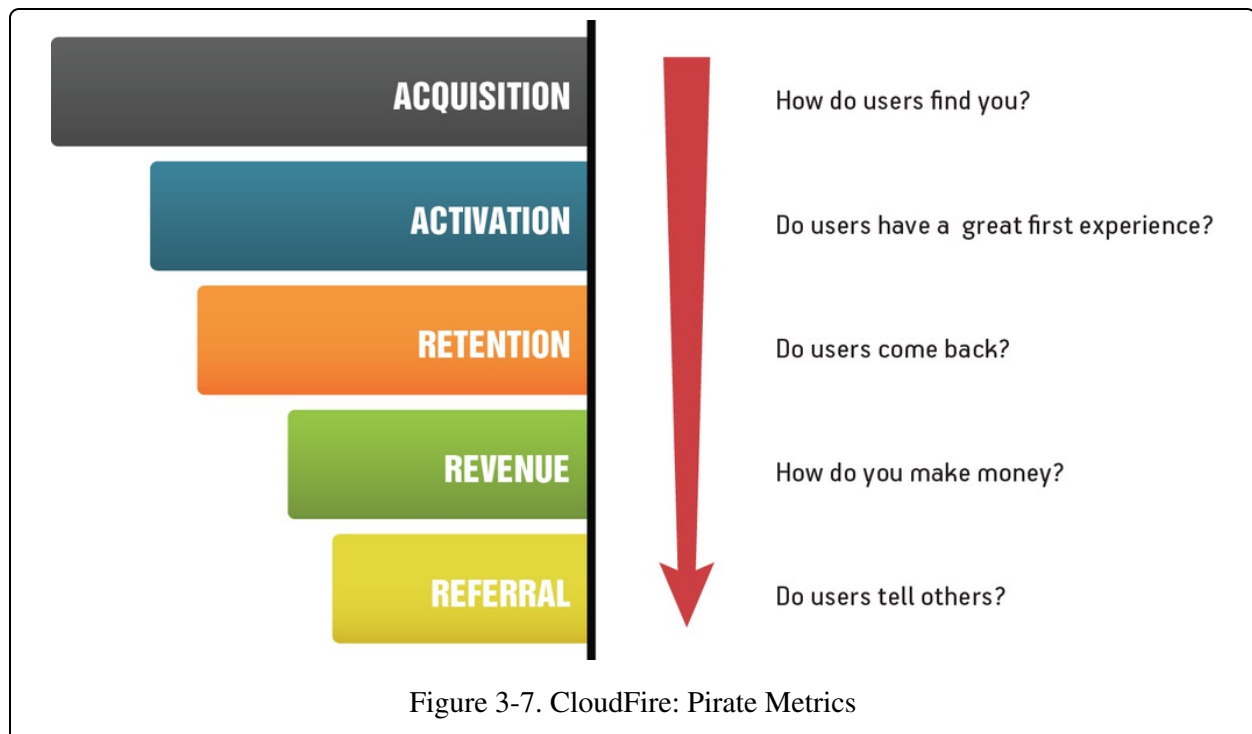 ACQUISITION
How do users find you?
ACTIVATION
Do users have a great first experience?
RETENTION
Do users come back?
REVENUE
How do you make money?
REFERRAL
Do users tell others?
Figure 3-7. CloudFire: Pirate Metrics